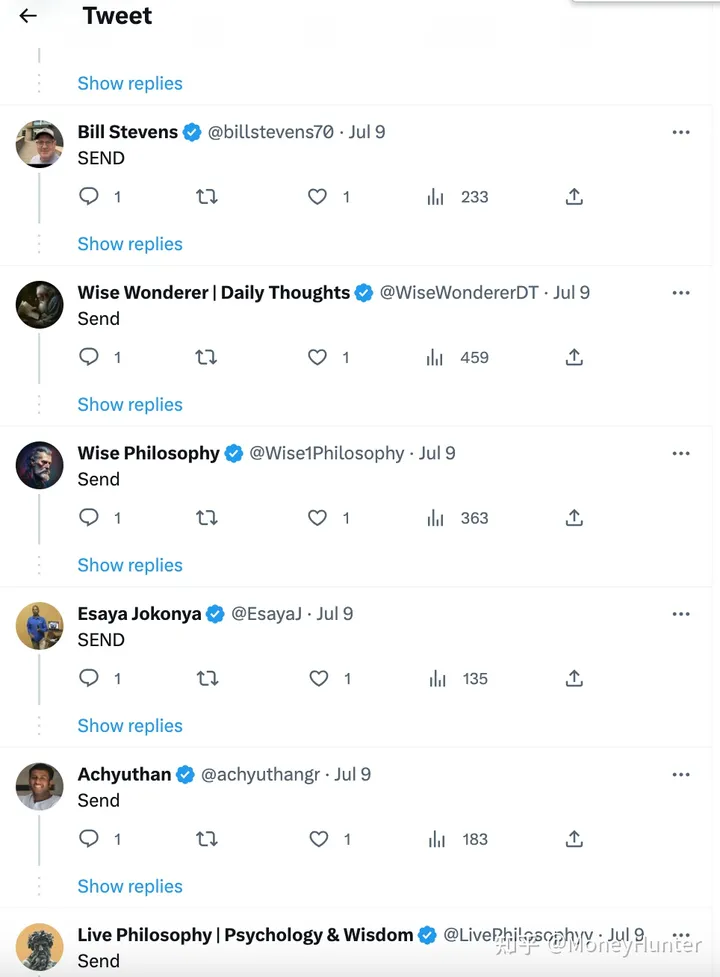 Tweet
Show replies
Bill Stevens @billstevens70 · Jul 9
SEND
1 1 233
Show replies
Wise Wonderer | Daily Thoughts @WiseWondererDT · Jul 9
Send
1 1 459
Show replies
Wise Philosophy @Wise1Philosophy · Jul 9
Send
1 1 363
Show replies
Esaya Jokonya @EsayaJ · Jul 9
SEND
1 1 135
Show replies
Achyuthan @achyuthangr · Jul 9
Send
1 1 183
Show replies
Live Philosophy | Psychology & Wisdom @LivePhilosophyy · Jul 9
知乎 @MoneyHunter
Send